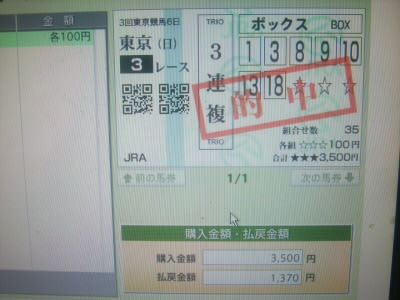 金 額
各100円
3回東京競馬6日
東京 (日)
3 レース
JRA
TRIO
3連複
TRIO
ボックス BOX
1 3 8 9 10
13 18 ☆ ☆ ☆
的中
組合せ数 35
各組 ☆☆☆100円
合計 ★★★3,500円
前の馬券
1/1
次の馬券
購入金額・払戻金額
購入金額 3,500 円
払戻金額 1,370 円